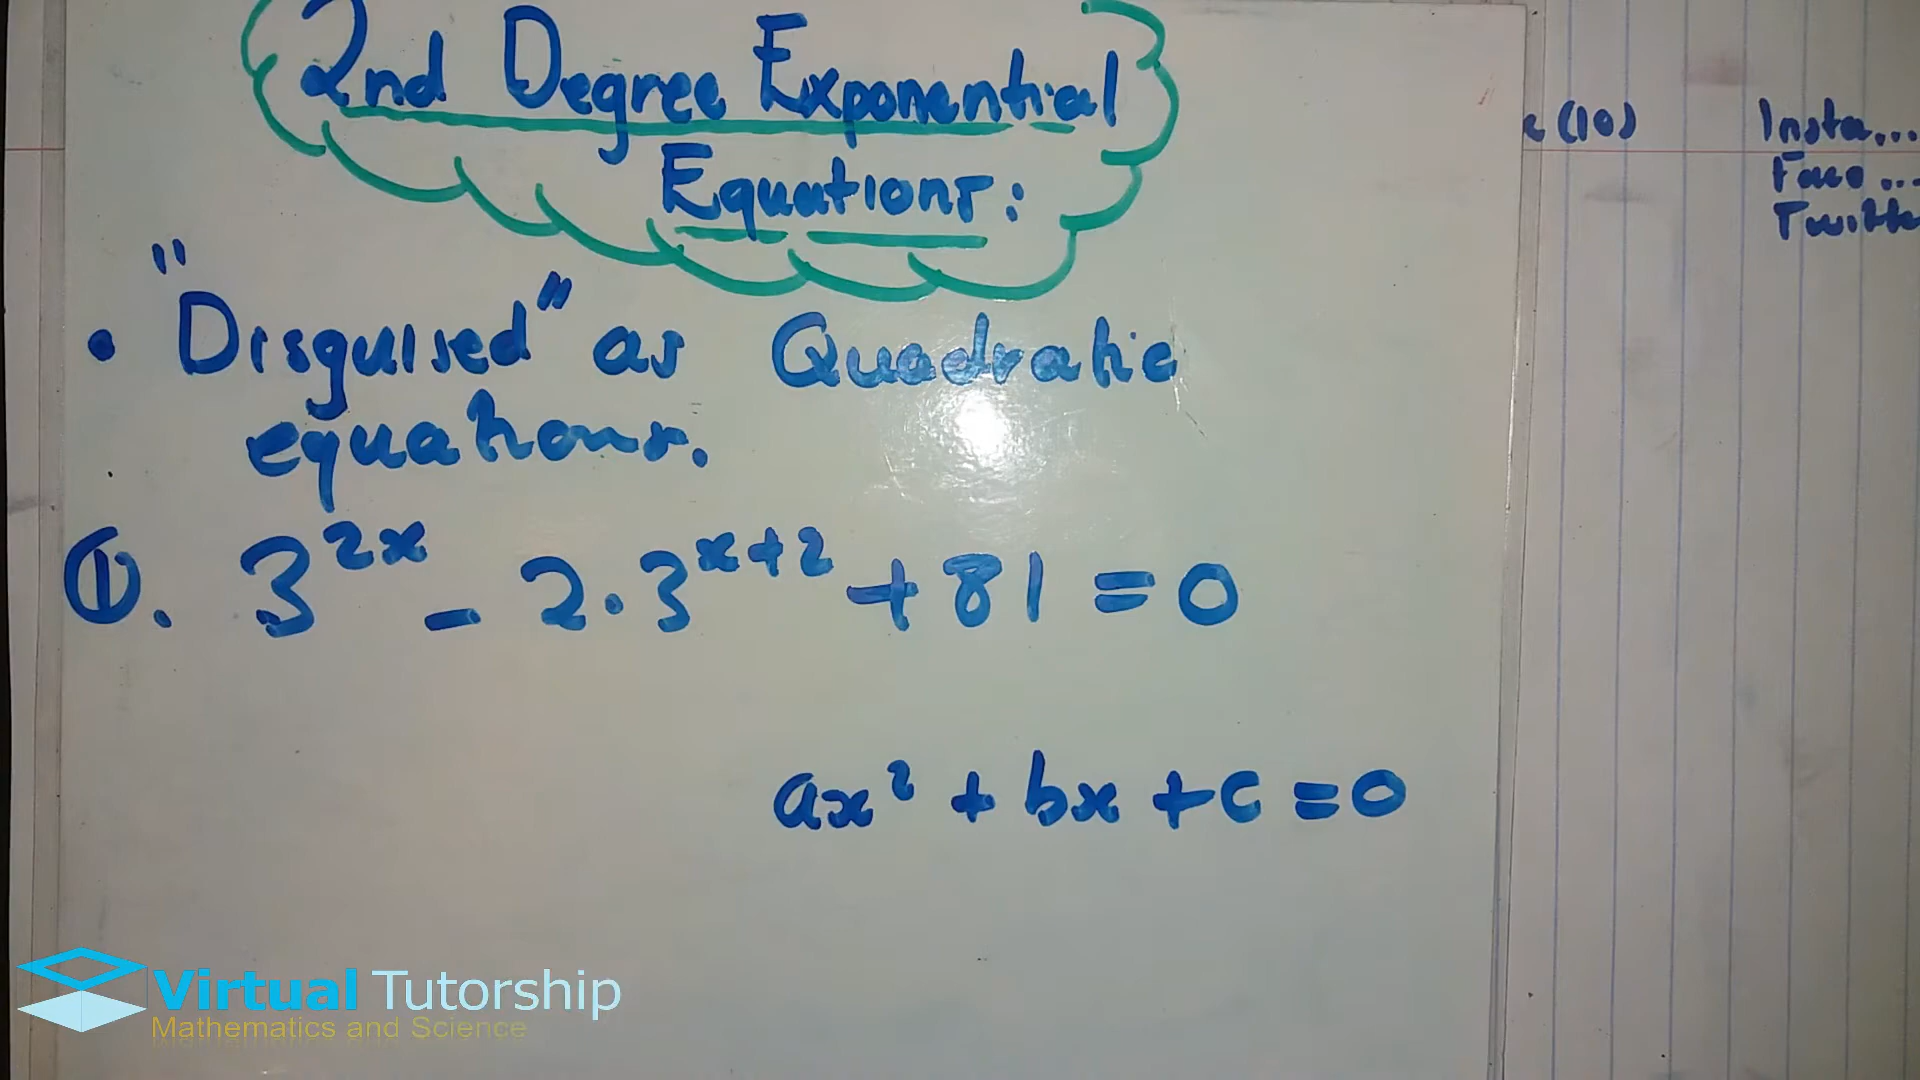 2nd Degree Exponential
Equations:
• "Disguised" as Quadratic
equations.
①. 3^{2x} - 2·3^{x+2} + 81 = 0
ax² + bx + c = 0
(10)
Insta...
Face...
Virtual Tutorship
Mathematics and Science